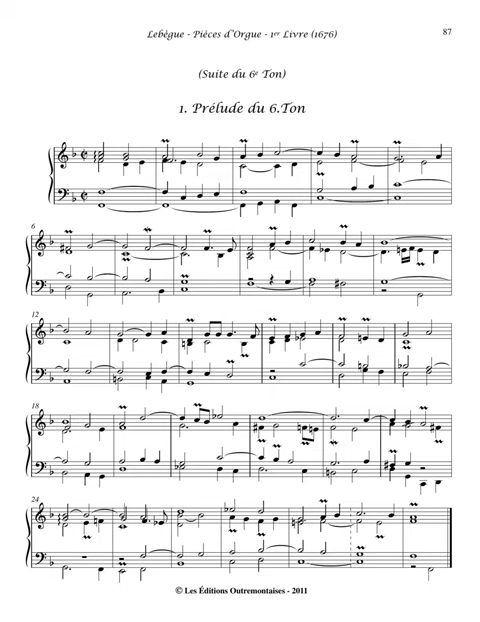 Lebègue - Pièces d'Orgue - 1er Livre (1676)
87
(Suite du 6e Ton)
1. Prélude du 6.Ton
6
12
18
24
© Les Éditions Outremontaises - 2011